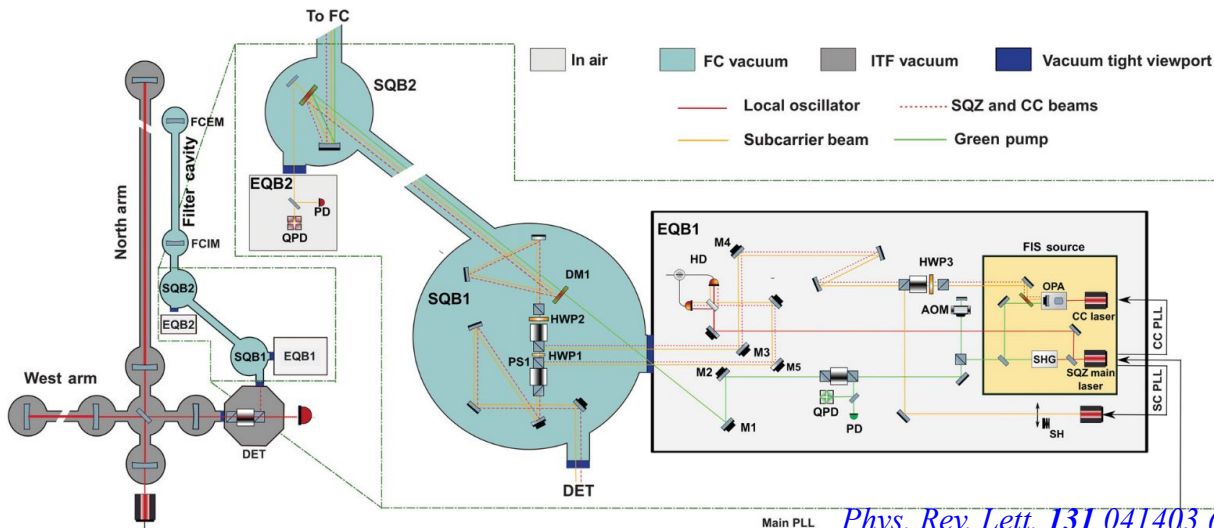 To FC
SQB2
In air
FC vacuum
ITF vacuum
Vacuum tight viewport
Local oscillator
SQZ and CC beams
Subcarrier beam
Green pump
FCEM
Filter cavity
North arm
FCIM
SQB2
EQB2
SQB1
EQB1
West arm
DET
EQB2
PD
QPD
SQB1
DM1
HWP2
PS1
HWP1
DET
EQB1
M4
HD
HWP3
FIS source
OPA
CC laser
AOM
CC PLL
M3
M5
M2
SHG
SQZ main
laser
SC PLL
QPD
PD
M1
SH
Main PLL
Phys. Rev. Lett. 131 041403